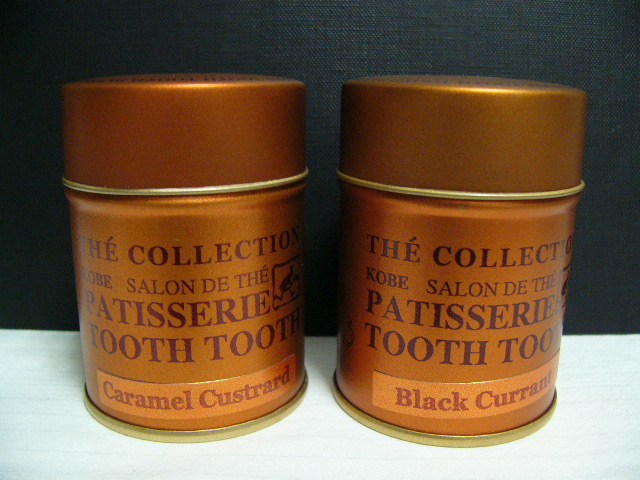 THÉ COLLECTION
KOBE SALON DE THÉ
PATISSERIE
TOOTH TOOTH
Caramel Custrard
THÉ COLLECTIO
KOBE SALON DE THÉ
PATISSERIE
TOOTH TOO
Black Currant